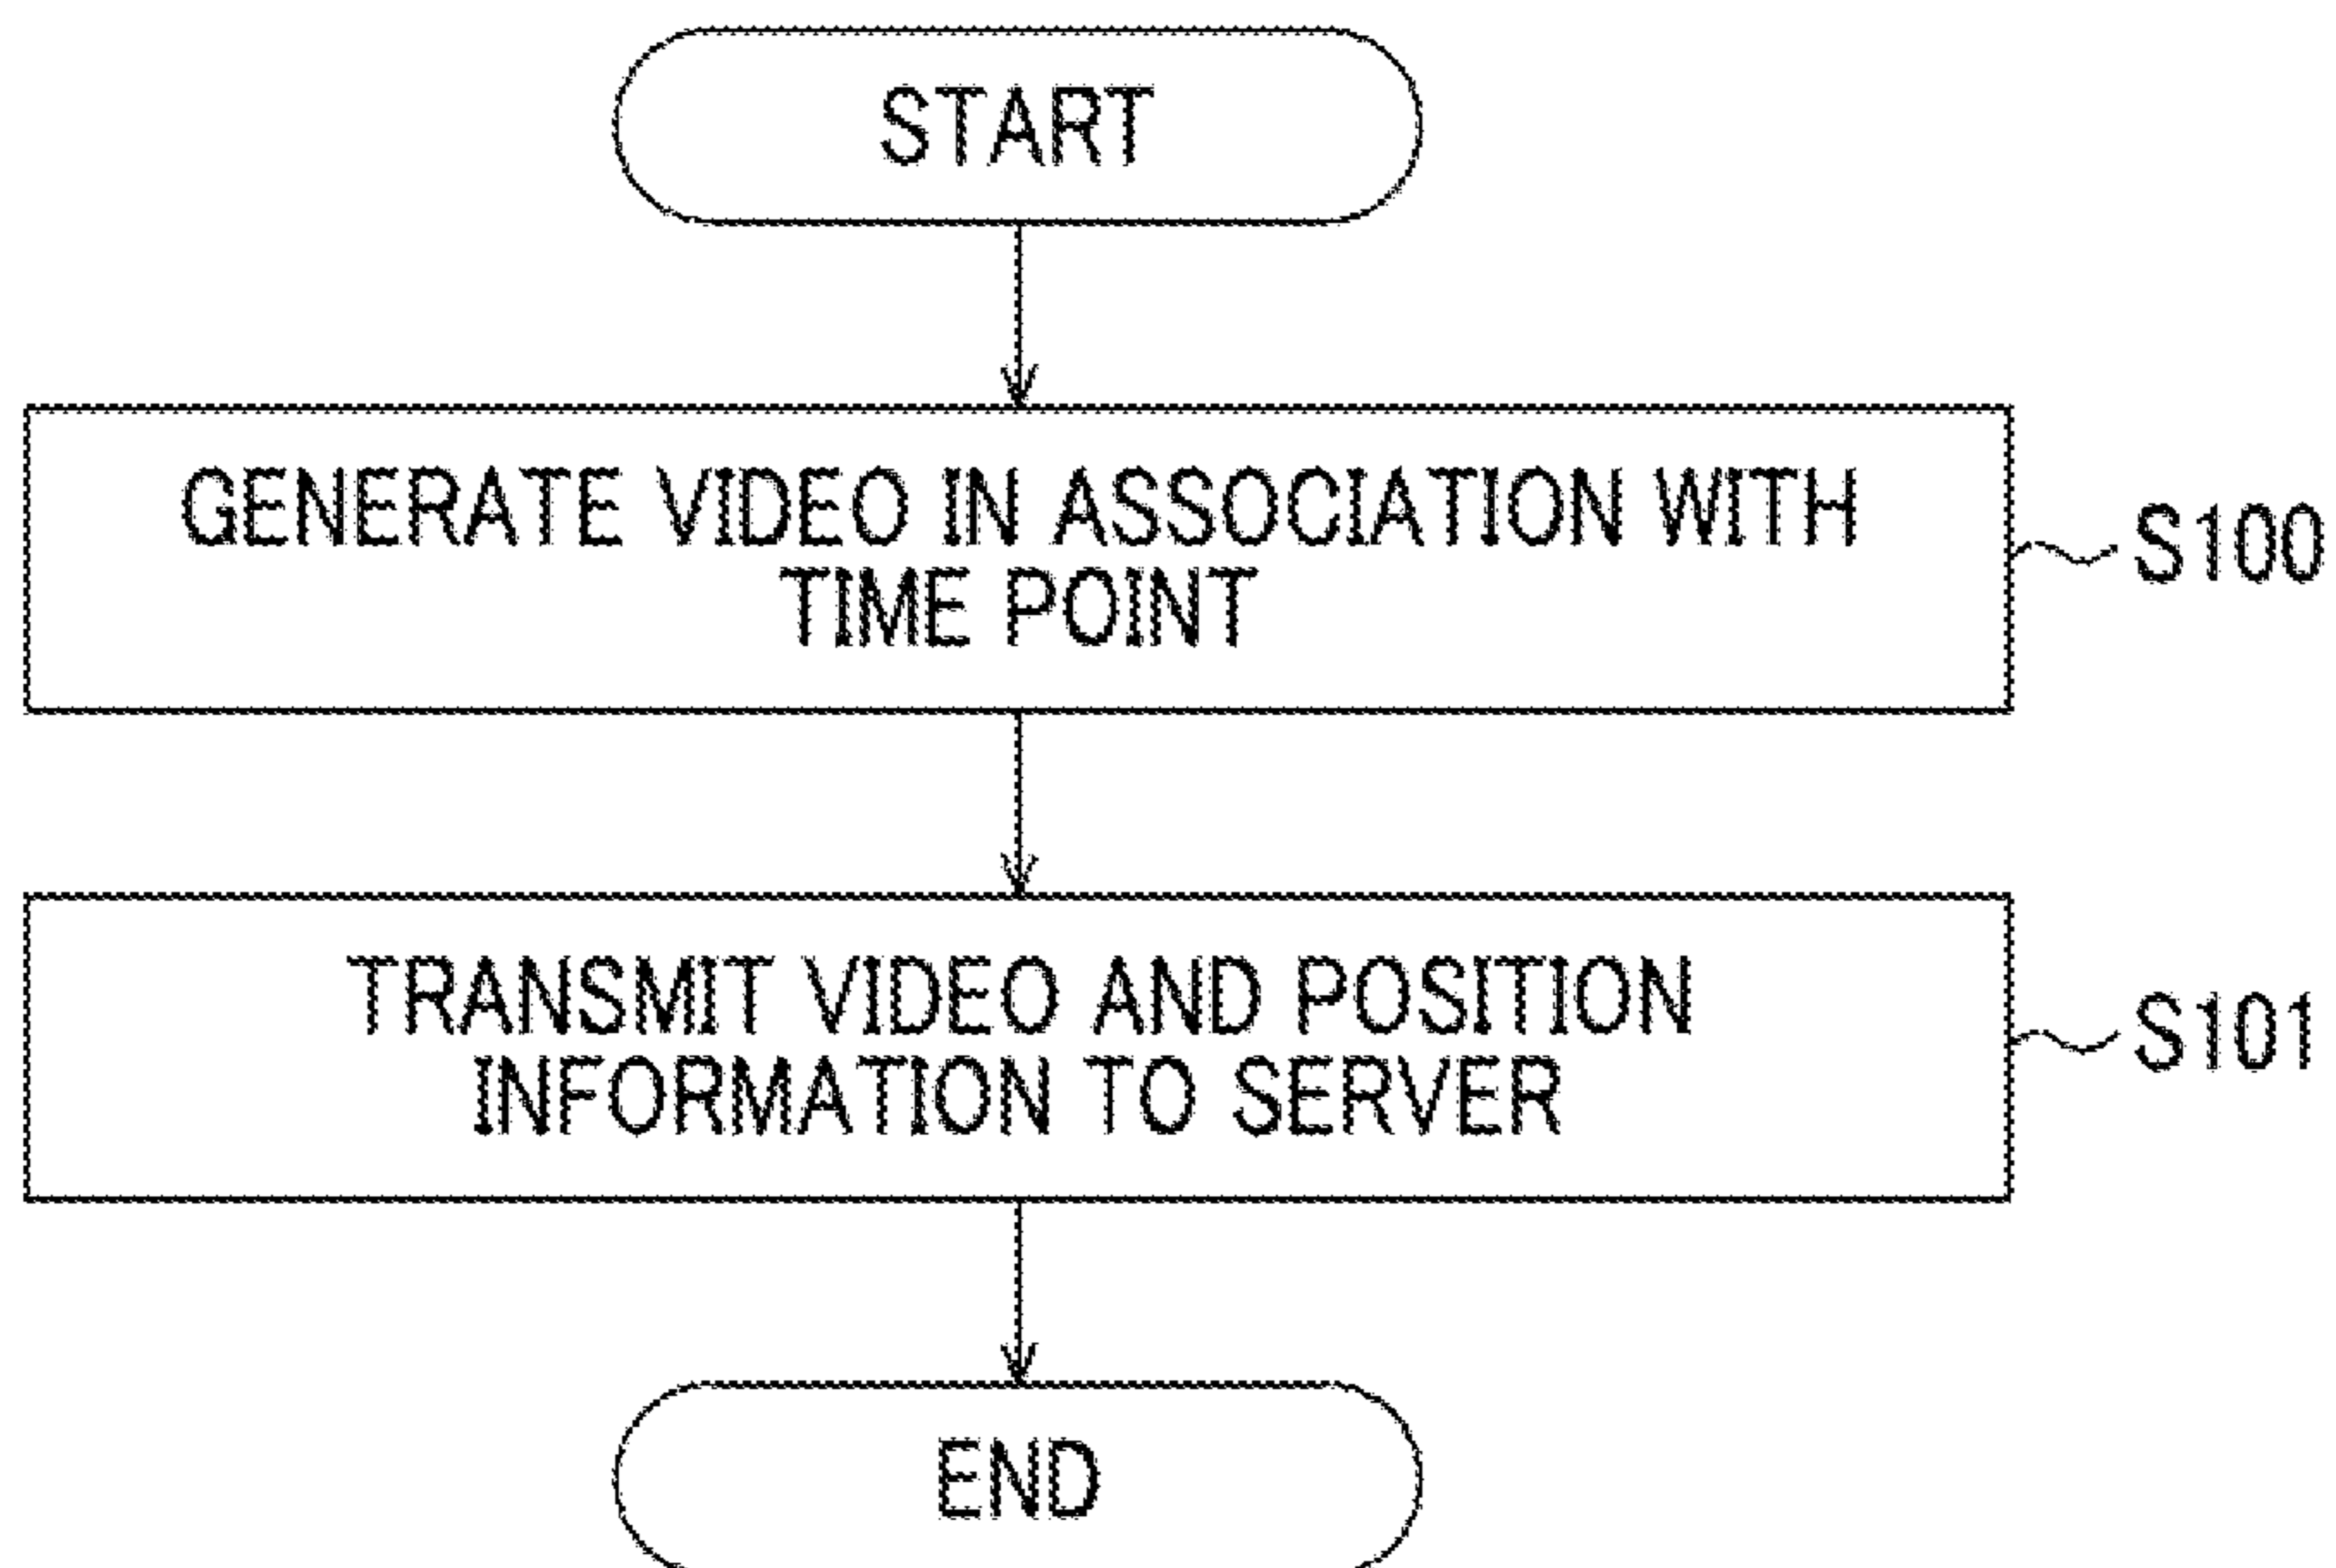 START
GENERATE VIDEO IN ASSOCIATION WITH
TIME POINT
S100
TRANSMIT VIDEO AND POSITION
INFORMATION TO SERVER
S101
END